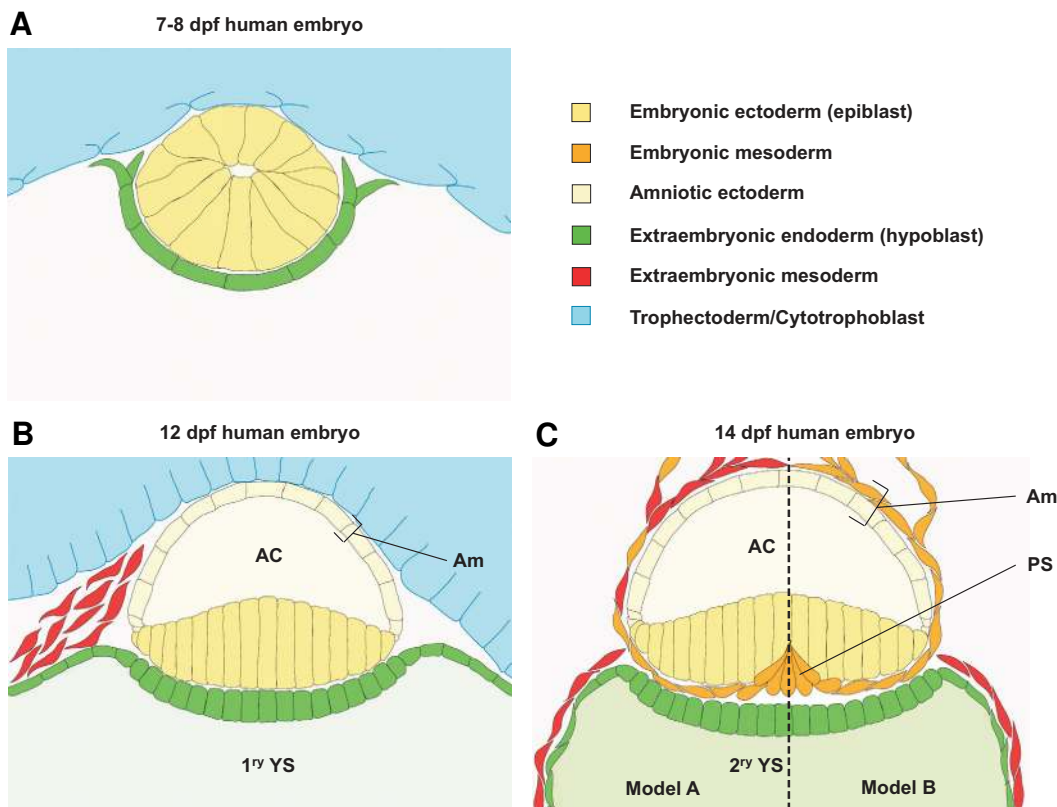 A
7-8 dpf human embryo
Embryonic ectoderm (epiblast)
Embryonic mesoderm
Amniotic ectoderm
Extraembryonic endoderm (hypoblast)
Extraembryonic mesoderm
Trophectoderm/Cytotrophoblast
B
12 dpf human embryo
AC
Am
1ry YS
C
14 dpf human embryo
Am
AC
PS
2ry YS
Model A
Model B